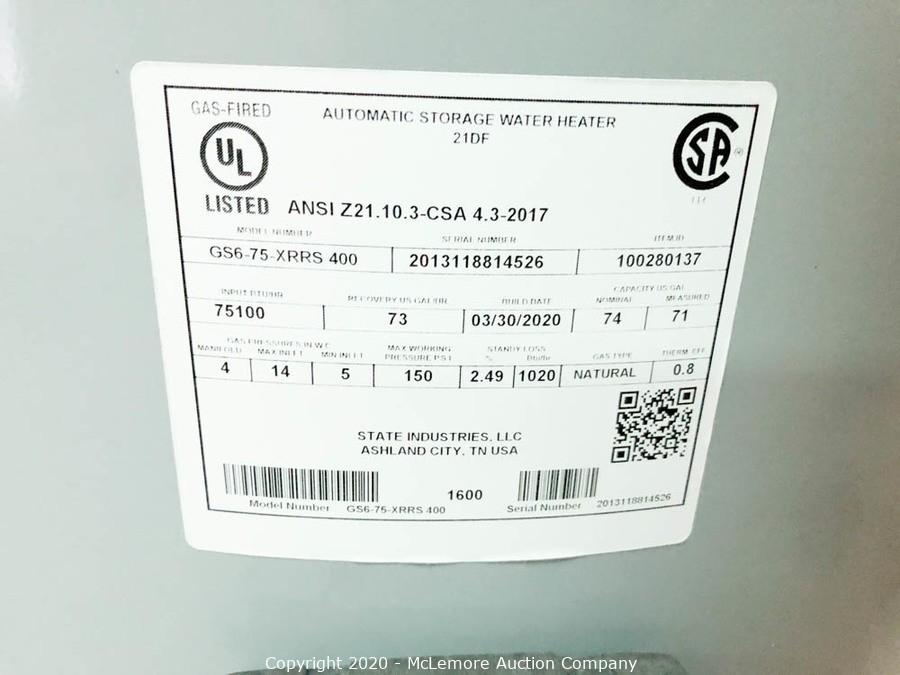 GAS-FIRED
AUTOMATIC STORAGE WATER HEATER
21DF
UL
SA
LISTED
ANSI Z21.10.3-CSA 4.3-2017
MODEL NUMBER SERIAL NUMBER ITEM ID
GS6-75-XRRS 400 2013118814526 100280137
INPUT BTU/HR RECOVERY US GAL/HR BUILD DATE CAPACITY US GAL
NOMINAL MEASURED
75100 73 03/30/2020 74 71
GAS PRESSURES IN W.C.
MANIFOLD MAX INLET MIN INLET MAX WORKING PRESSURE P.S.I STANDY LOSS % Btu/hr GAS TYPE THERM. EFF
4 14 5 150 2.49 1020 NATURAL 0.8
STATE INDUSTRIES, LLC
ASHLAND CITY, TN USA
1600
Model Number GS6-75-XRRS 400 Serial Number 2013118814526
Copyright 2020 - McLemore Auction Company